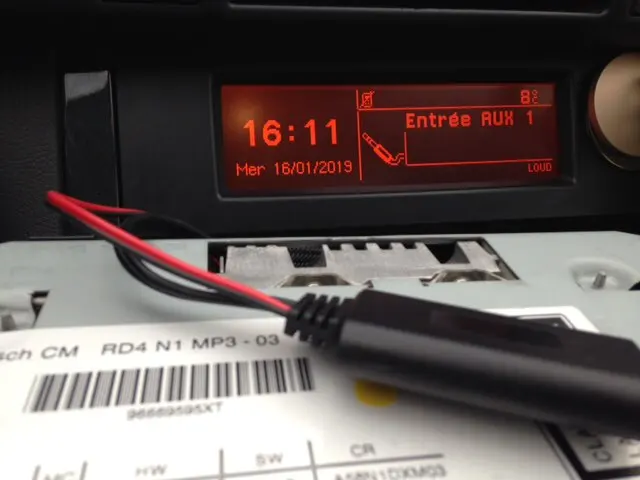 8°C
16:11
Entrée AUX 1
Mer 16/01/2019
LOUD
sch CM RD4 N1 MP3 - 03
96669595XT
HW
SW
CR